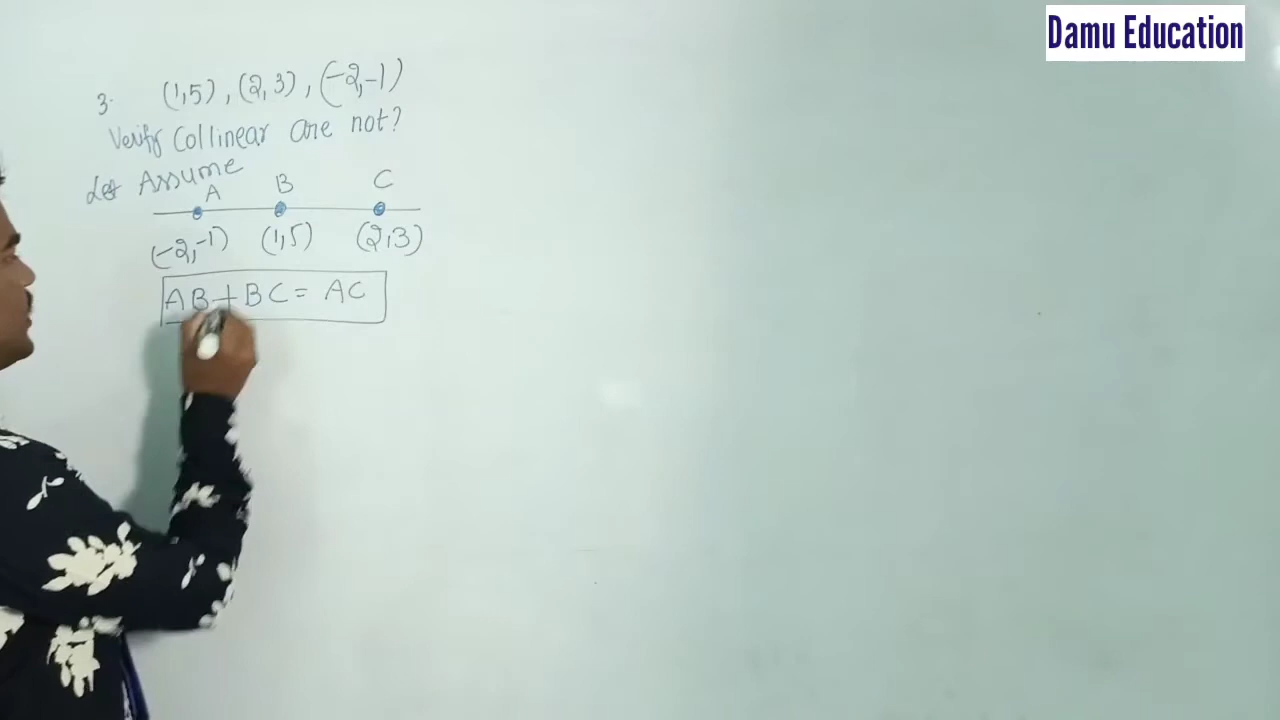 Damu Education
3. (1,5), (2,3), (-2,-1)
Verify Collinear are not?
Let Assume
A B C
(-2,-1) (1,5) (2,3)
AB+BC= AC